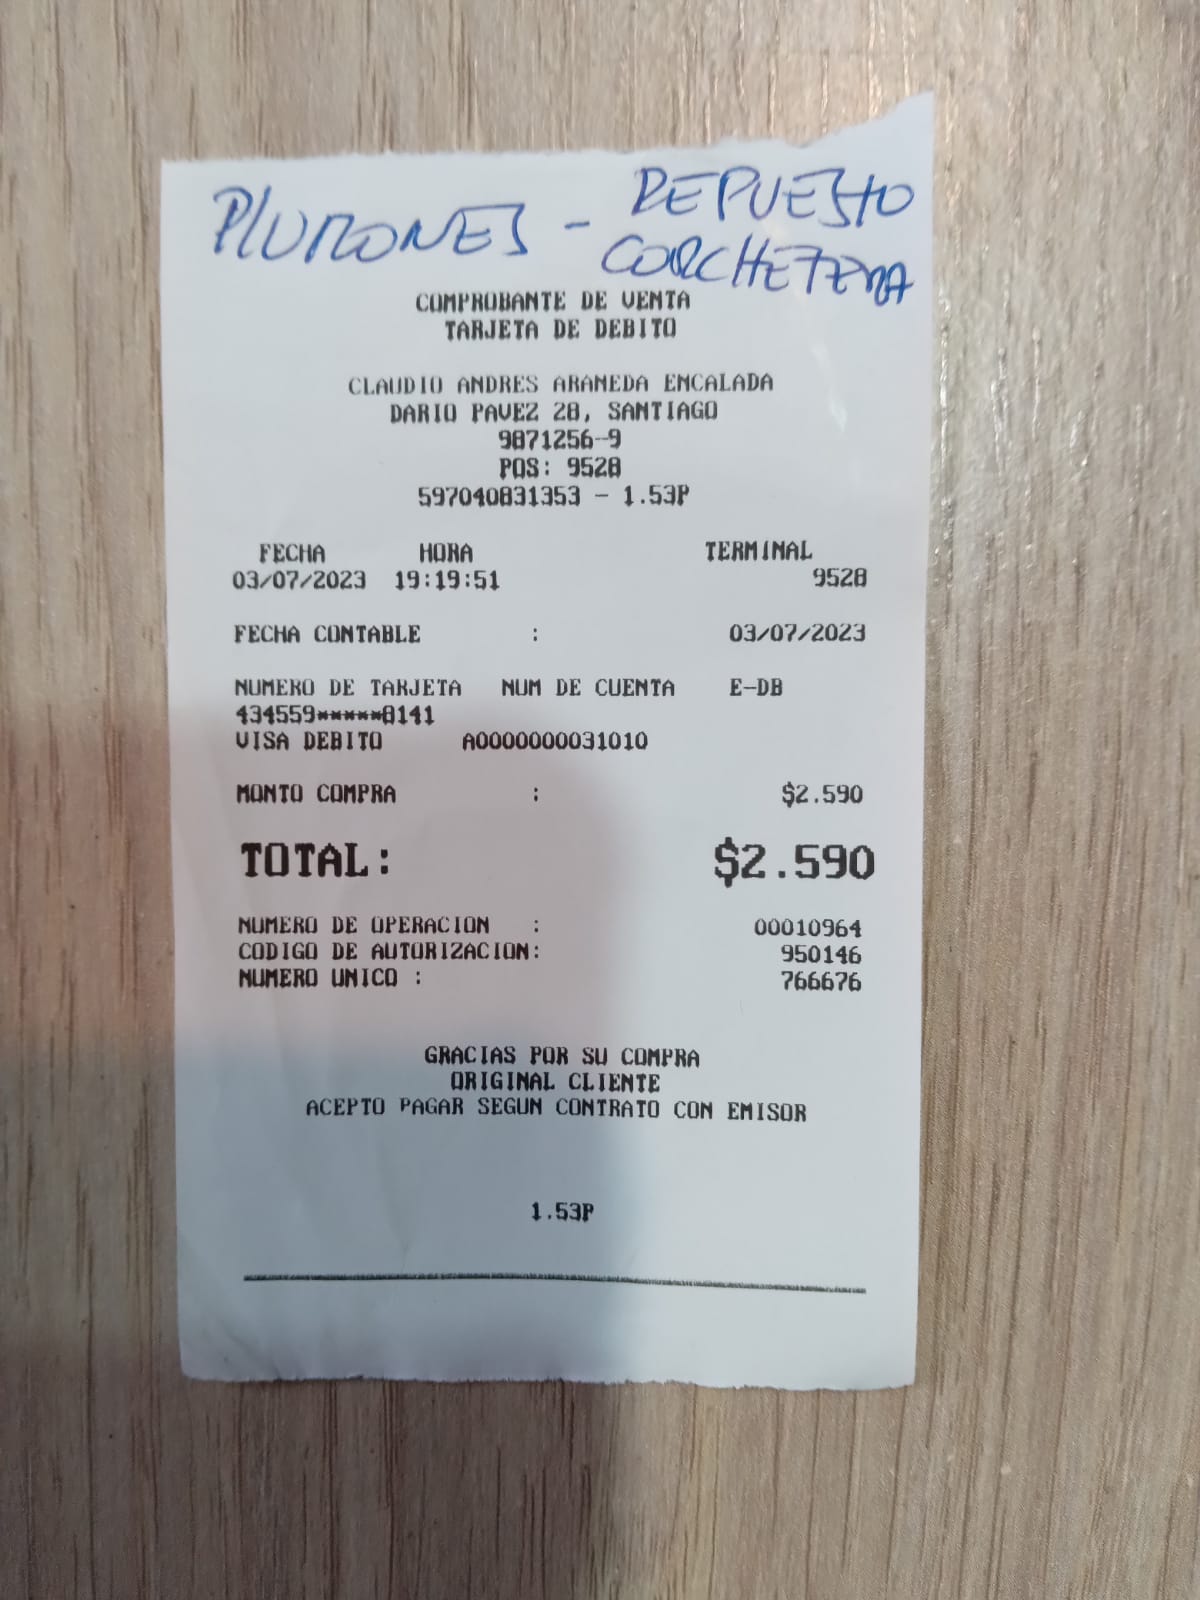 PLUMONES - REPUESTO
CORCHETERA
COMPROBANTE DE VENTA
TARJETA DE DEBITO
CLAUDIO ANDRES ARANEDA ENCALADA
DARIO PAVEZ 28, SANTIAGO
9871256-9
POS: 9528
597040831353 - 1.53P
FECHA HORA TERMINAL
03/07/2023 19:19:51 9528
FECHA CONTABLE : 03/07/2023
NUMERO DE TARJETA NUM DE CUENTA E-DB
434559*****8141
VISA DEBITO A0000000031010
MONTO COMPRA : $2.590
TOTAL: $2.590
NUMERO DE OPERACION : 00010964
CODIGO DE AUTORIZACION: 950146
NUMERO UNICO : 766676
GRACIAS POR SU COMPRA
ORIGINAL CLIENTE
ACEPTO PAGAR SEGUN CONTRATO CON EMISOR
1.53P